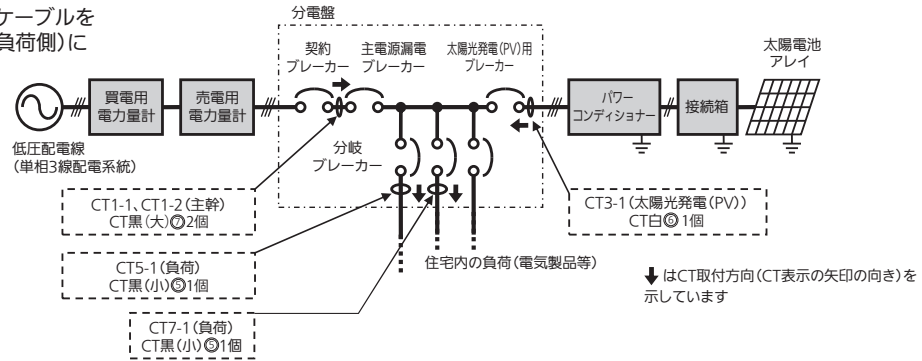 ケーブルを
負荷側)に
分電盤
契約
ブレーカー
主電源漏電
ブレーカー
太陽光発電(PV)用
ブレーカー
太陽電池
アレイ
買電用
電力量計
売電用
電力量計
パワー
コンディショナー
接続箱
低圧配電線
(単相3線配電系統)
分岐
ブレーカー
CT1-1、CT1-2(主幹)
CT黒(大)⑦2個
CT3-1(太陽光発電(PV))
CT白⑥1個
CT5-1(負荷)
CT黒(小)⑤1個
住宅内の負荷(電気製品等)
はCT取付方向(CT表示の矢印の向き)を
示しています
CT7-1(負荷)
CT黒(小)⑤1個